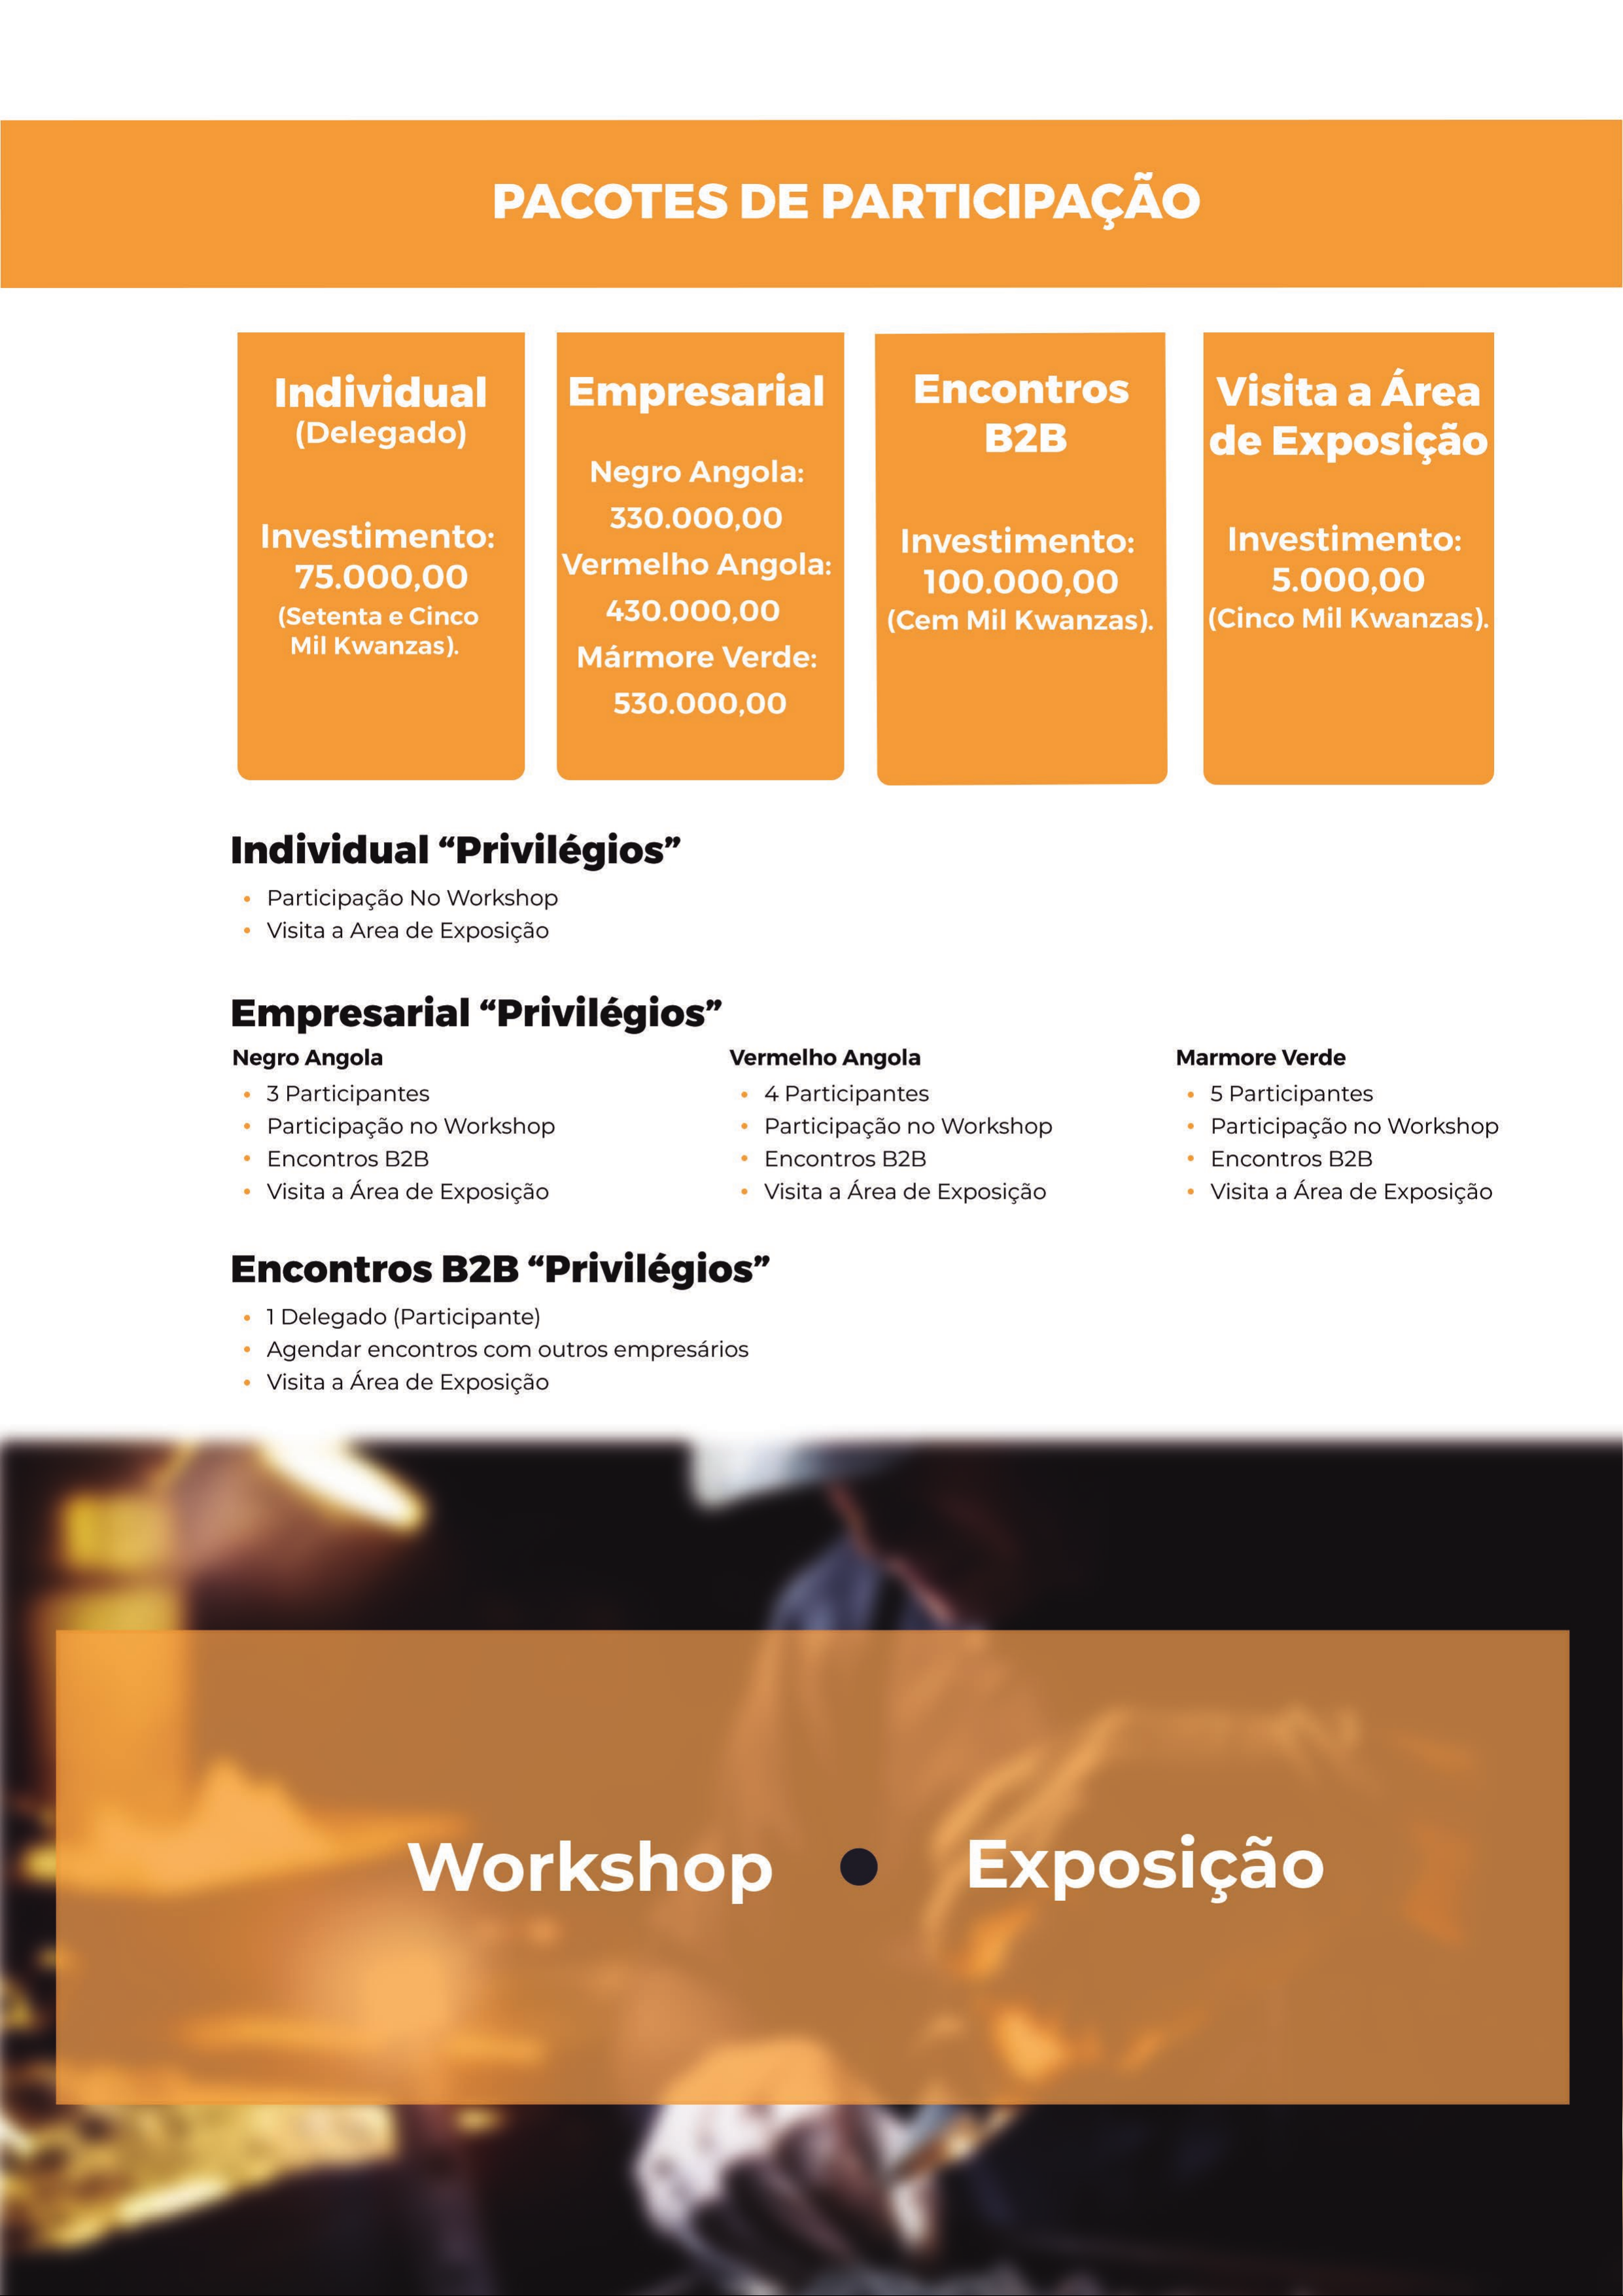 PACOTES DE PARTICIPAÇÃO
Individual
(Delegado)
Investimento:
75.000,00
(Setenta e Cinco
Mil Kwanzas).
Empresarial
Negro Angola:
330.000,00
Vermelho Angola:
430.000,00
Mármore Verde:
530.000,00
Encontros
B2B
Investimento:
100.000,00
(Cem Mil Kwanzas).
Visita a Área
de Exposição
Investimento:
5.000,00
(Cinco Mil Kwanzas).
Individual “Privilégios”
• Participação No Workshop
• Visita a Area de Exposição
Empresarial “Privilégios”
Negro Angola
• 3 Participantes
• Participação no Workshop
• Encontros B2B
• Visita a Área de Exposição
Vermelho Angola
• 4 Participantes
• Participação no Workshop
• Encontros B2B
• Visita a Área de Exposição
Marmore Verde
• 5 Participantes
• Participação no Workshop
• Encontros B2B
• Visita a Área de Exposição
Encontros B2B “Privilégios”
• 1 Delegado (Participante)
• Agendar encontros com outros empresários
• Visita a Área de Exposição
Workshop • Exposição